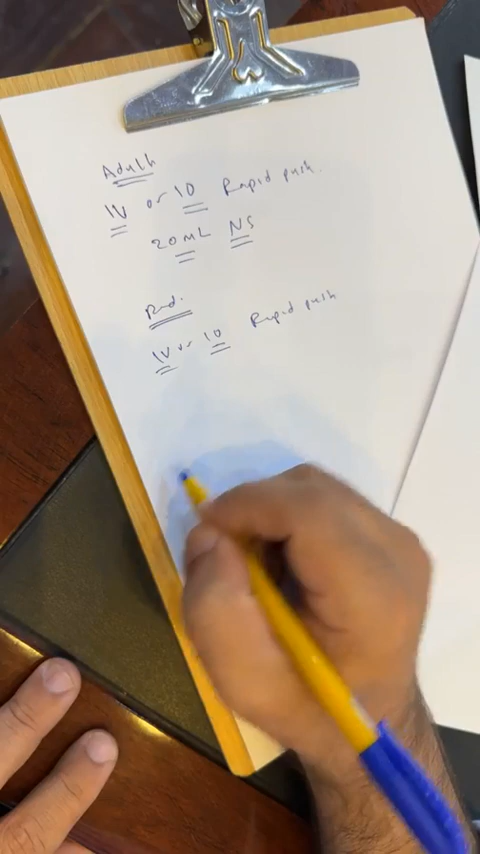 Adult
IV or IO Rapid push.
20mL NS
Ped.
IV or IO Rapid push